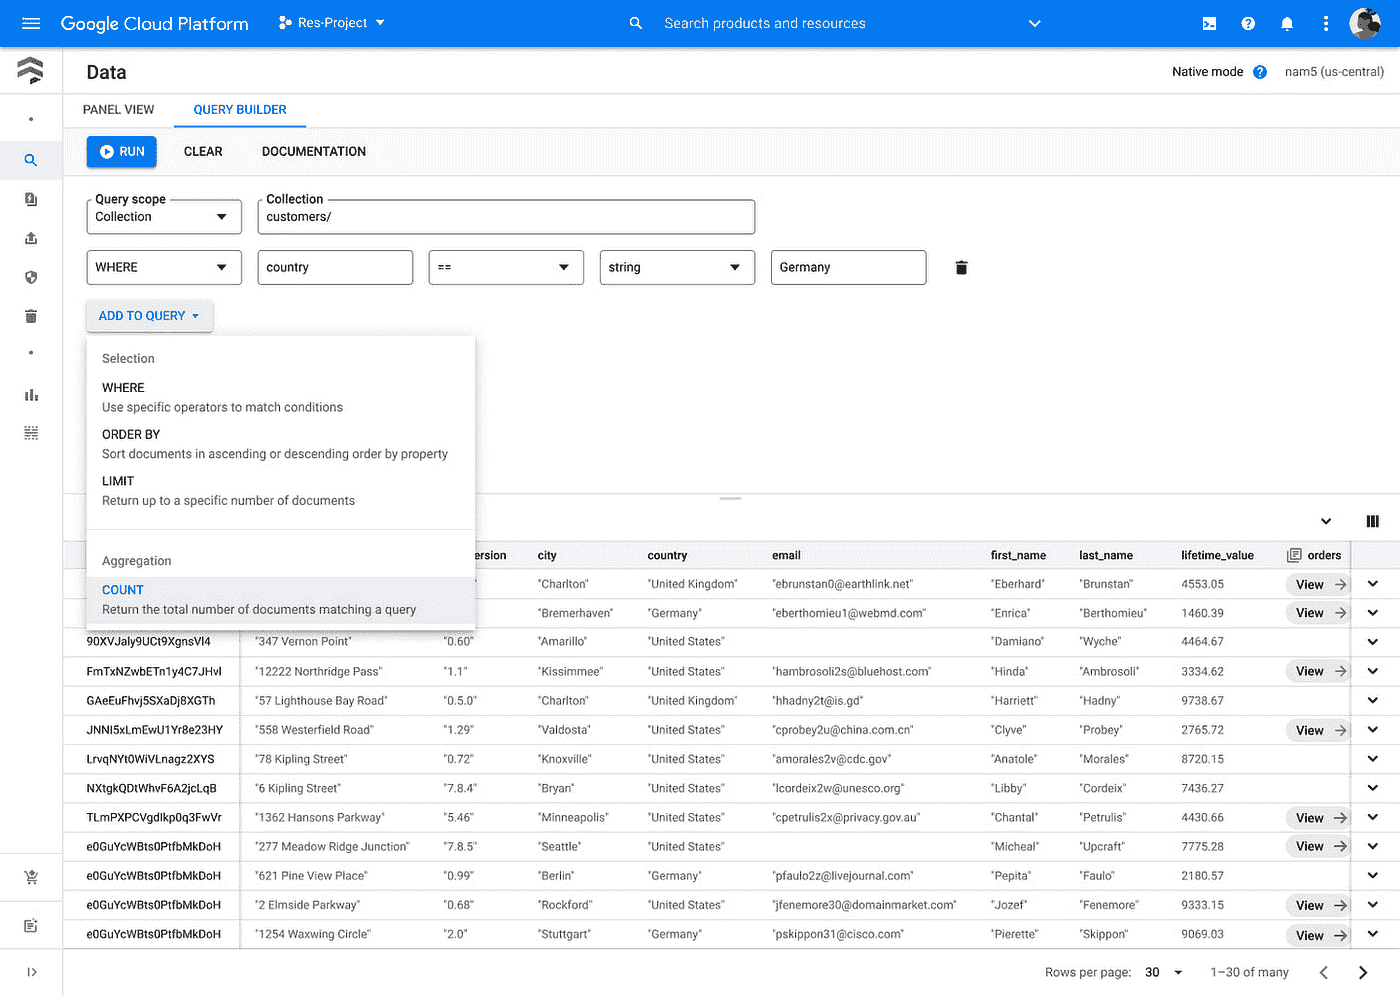 Google Cloud Platform Res-Project Search products and resources
Data Native mode nam5 (us-central)
PANEL VIEW QUERY BUILDER
RUN CLEAR DOCUMENTATION
Query scope Collection
Collection customers/
WHERE country == string Germany
ADD TO QUERY
Selection
WHERE
Use specific operators to match conditions
ORDER BY
Sort documents in ascending or descending order by property
LIMIT
Return up to a specific number of documents
Aggregation
COUNT
Return the total number of documents matching a query
ersion city country email first_name last_name lifetime_value orders
"Charlton" "United Kingdom" "ebrunstan0@earthlink.net" "Eberhard" "Brunstan" 4553.05 View
"Bremerhaven" "Germany" "eberthomieu1@webmd.com" "Enrica" "Berthomieu" 1460.39 View
90XVJaly9UCt9XgnsVl4 "347 Vernon Point" "0.60" "Amarillo" "United States" "Damiano" "Wyche" 4464.67
FmTxNZwbETn1y4C7JHvl "12222 Northridge Pass" "1.1" "Kissimmee" "United States" "hambrosoli2s@bluehost.com" "Hinda" "Ambrosoli" 3334.62 View
GAeEuFhvj5SXaDj8XGTh "57 Lighthouse Bay Road" "0.5.0" "Charlton" "United Kingdom" "hhadny2t@is.gd" "Harriett" "Hadny" 9738.67
JNNI5xLmEwU1Yr8e23HY "558 Westerfield Road" "1.29" "Valdosta" "United States" "cprobey2u@china.com.cn" "Clyve" "Probey" 2765.72 View
LrvqNYt0WiVLnagz2XYS "78 Kipling Street" "0.72" "Knoxville" "United States" "amorales2v@cdc.gov" "Anatole" "Morales" 8720.15
NXtgkQDtWhvF6A2jcLqB "6 Kipling Street" "7.8.4" "Bryan" "United States" "lcordeix2w@unesco.org" "Libby" "Cordeix" 7436.27
TLmPXPCVgdIkp0q3FwVr "1362 Hansons Parkway" "5.46" "Minneapolis" "United States" "cpetrulis2x@privacy.gov.au" "Chantal" "Petrulis" 4430.66 View
e0GuYcWBts0PtfbMkDoH "277 Meadow Ridge Junction" "7.8.5" "Seattle" "United States" "Micheal" "Upcraft" 7775.28 View
e0GuYcWBts0PtfbMkDoH "621 Pine View Place" "0.99" "Berlin" "Germany" "pfaulo2z@livejournal.com" "Pepita" "Faulo" 2180.57
e0GuYcWBts0PtfbMkDoH "2 Elmside Parkway" "0.68" "Rockford" "United States" "jfenemore30@domainmarket.com" "Jozef" "Fenemore" 9333.15 View
e0GuYcWBts0PtfbMkDoH "1254 Waxwing Circle" "2.0" "Stuttgart" "Germany" "pskippon31@cisco.com" "Pierette" "Skippon" 9069.03 View
Rows per page: 30 1–30 of many